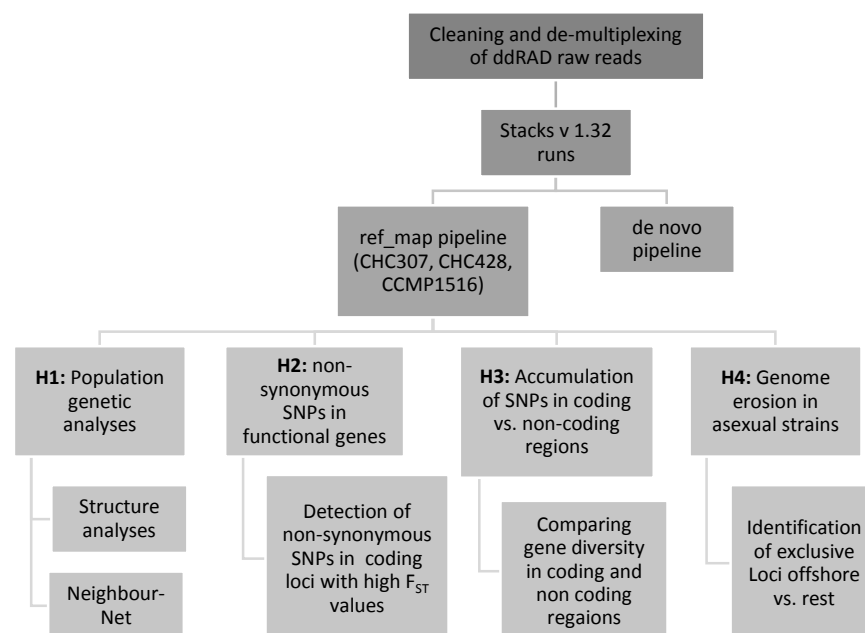 Cleaning and de-multiplexing
of ddRAD raw reads
Stacks v 1.32
runs
ref_map pipeline
(CHC307, CHC428,
CCMP1516)
de novo
pipeline
H1: Population
genetic
analyses
Structure
analyses
Neighbour-
Net
H2: non-
synonymous
SNPs in
functional genes
Detection of
non-synonymous
SNPs in coding
loci with high FST
values
H3: Accumulation
of SNPs in coding
vs. non-coding
regions
Comparing
gene diversity
in coding and
non coding
regaions
H4: Genome
erosion in
asexual strains
Identification
of exclusive
Loci offshore
vs. rest